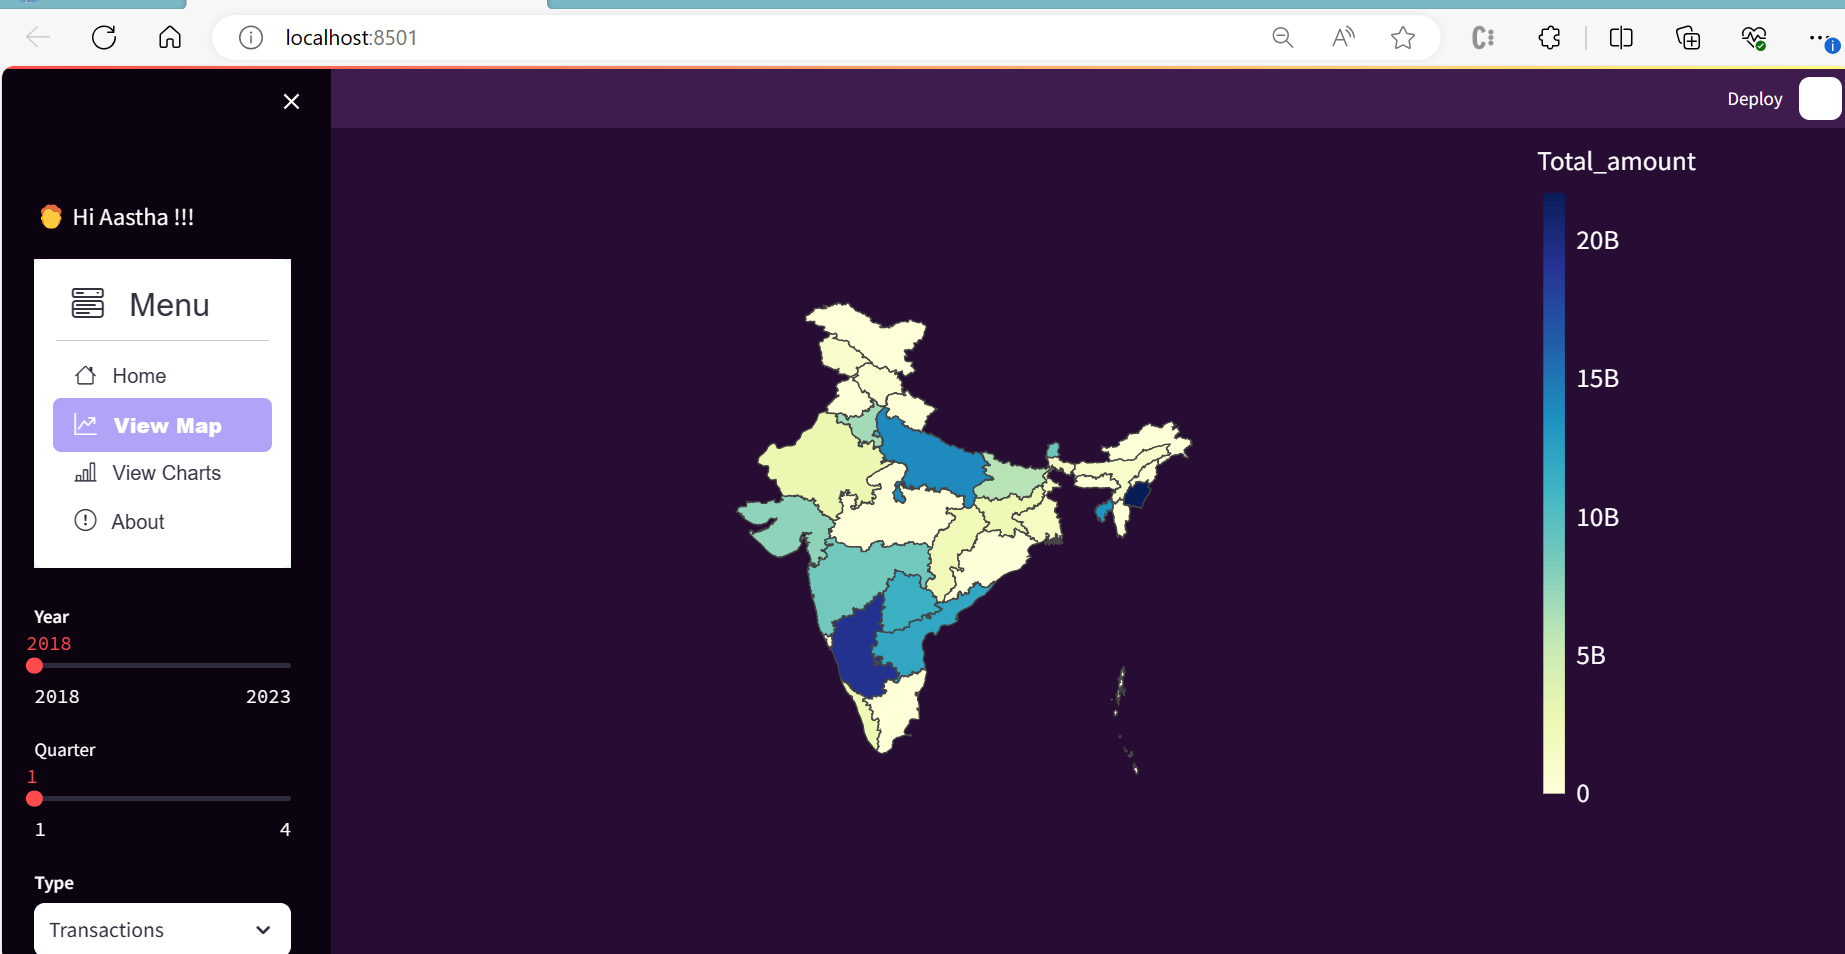 localhost:8501
Deploy
Hi Aastha !!!
Menu
Home
View Map
View Charts
About
Year
2018
2018 2023
Quarter
1
1 4
Type
Transactions
Total_amount
20B
15B
10B
5B
0